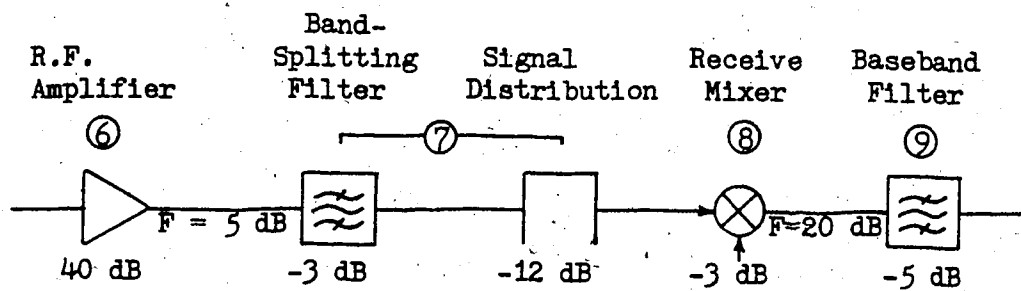 R.F.
Amplifier
⑥
Band-
Splitting
Filter
Signal
Distribution
⑦
Receive
Mixer
⑧
Baseband
Filter
⑨
F = 5 dB
F=20 dB
40 dB
-3 dB
-12 dB
-3 dB
-5 dB